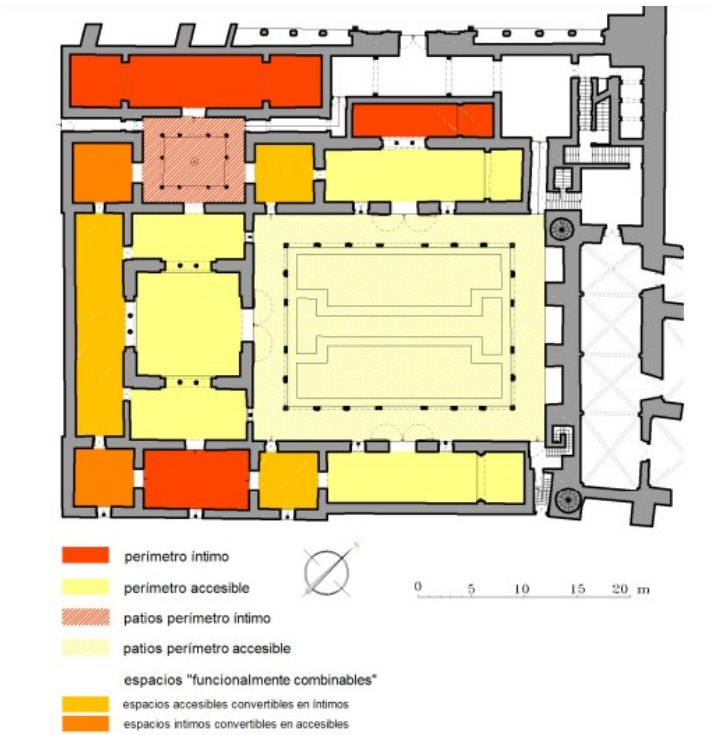 perímetro íntimo
perímetro accesible
patios perímetro íntimo
patios perímetro accesible
espacios "funcionalmente combinables"
espacios accesibles convertibles en íntimos
espacios intimos convertibles en accesibles
N
0 5 10 15 20 m